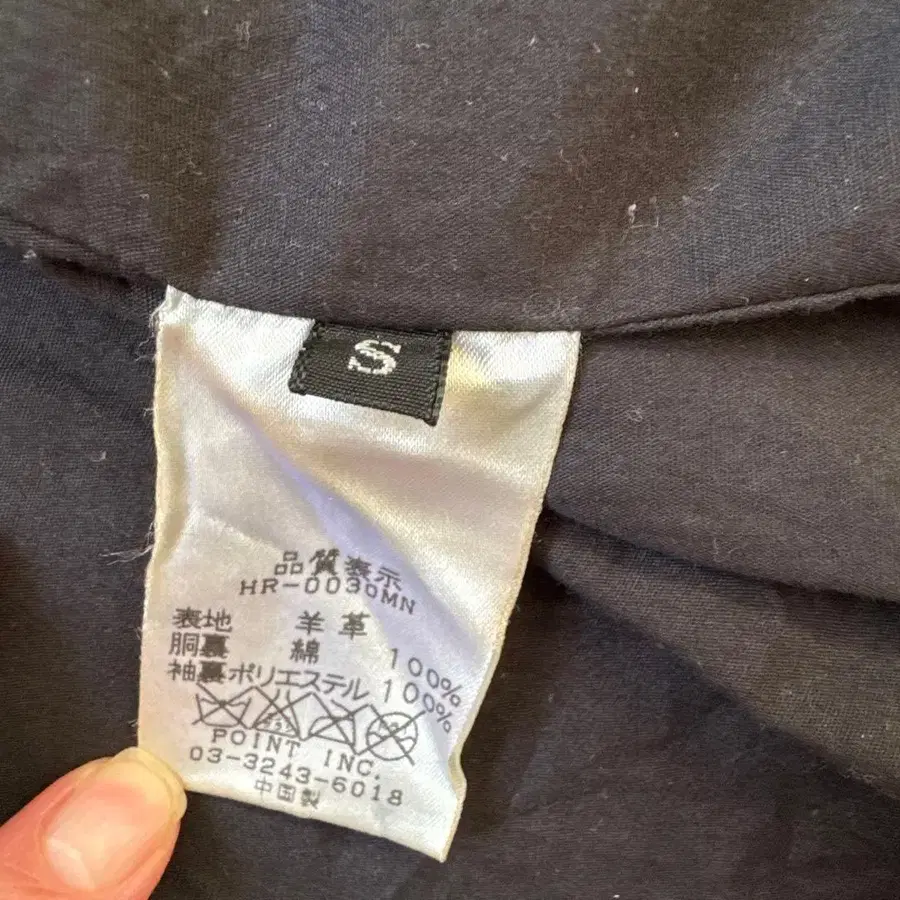 S
品質表示
HR-0030MN
表地 羊革
胴裏 綿 100%
袖裏ポリエステル 100%
POINT INC.
03-3243-6018
中国製